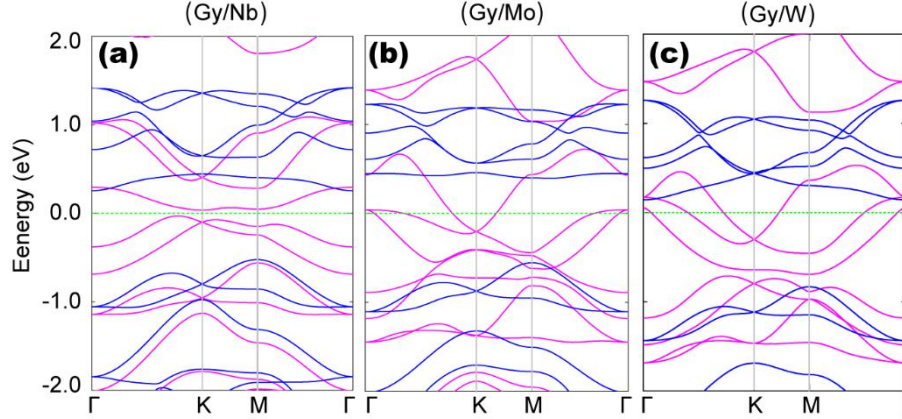 (Gy/Nb) (Gy/Mo) (Gy/W)
(a) (b) (c)
2.0
1.0
0.0
-1.0
-2.0
Eenergy (eV)
Γ K M Γ K M Γ K M Γ